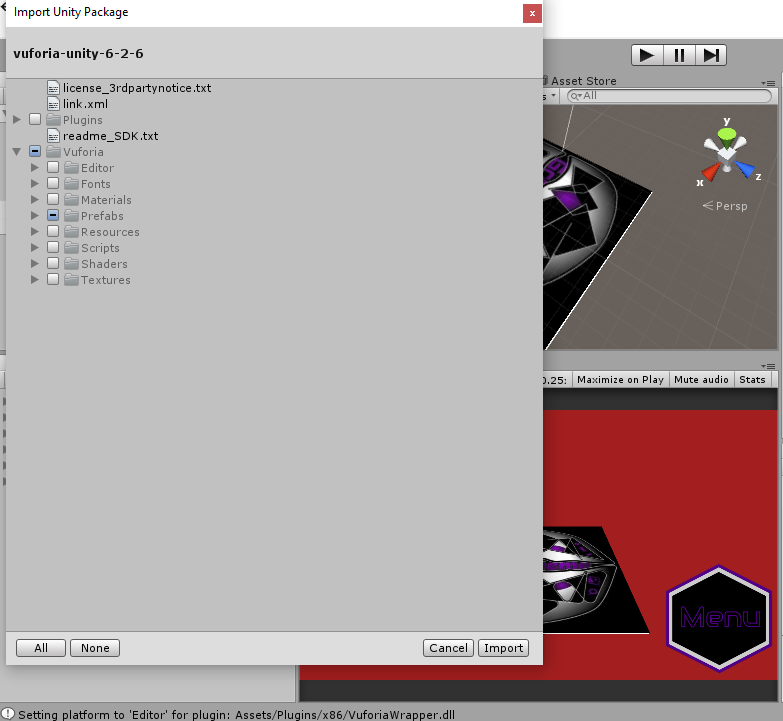 Import Unity Package
x
vuforia-unity-6-2-6
license_3rdpartynotice.txt
link.xml
Plugins
readme_SDK.txt
Vuforia
Editor
Fonts
Materials
Prefabs
Resources
Scripts
Shaders
Textures
All None Cancel Import
Asset Store
All
y
x
z
Persp
0.25: Maximize on Play Mute audio Stats
Menu
Setting platform to 'Editor' for plugin: Assets/Plugins/x86/VuforiaWrapper.dll